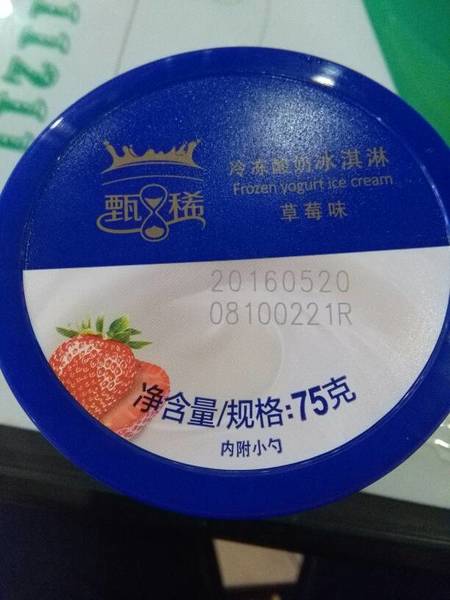 甄稀
冷冻酸奶冰淇淋
Frozen yogurt ice cream
草莓味
20160520
08100221R
净含量/规格:75克
内附小勺